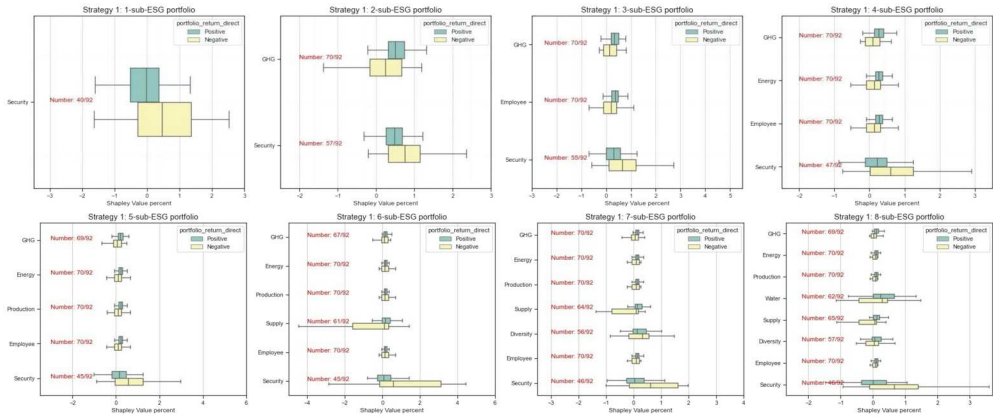 Strategy 1: 1-sub-ESG portfolio
portfolio_return_direct
Positive
Negative
Security
Number: 40/92
-3 -2 -1 0 1 2 3
Shapley Value percent
Strategy 1: 2-sub-ESG portfolio
portfolio_return_direct
Positive
Negative
GHG
Number: 70/92
Security
Number: 57/92
-2 -1 0 1 2 3
Shapley Value percent
Strategy 1: 3-sub-ESG portfolio
portfolio_return_direct
Positive
Negative
GHG
Number: 70/92
Employee
Number: 70/92
Security
Number: 55/92
-3 -2 -1 0 1 2 3 4 5
Shapley Value percent
Strategy 1: 4-sub-ESG portfolio
portfolio_return_direct
Positive
Negative
GHG
Number: 70/92
Energy
Number: 70/92
Employee
Number: 70/92
Security
Number: 47/92
-2 -1 0 1 2 3
Shapley Value percent
Strategy 1: 5-sub-ESG portfolio
portfolio_return_direct
Positive
Negative
GHG
Number: 69/92
Energy
Number: 70/92
Production
Number: 70/92
Employee
Number: 70/92
Security
Number: 45/92
-2 0 2 4 6
Shapley Value percent
Strategy 1: 6-sub-ESG portfolio
portfolio_return_direct
Positive
Negative
GHG
Number: 67/92
Energy
Number: 70/92
Production
Number: 70/92
Supply
Number: 61/92
Employee
Number: 70/92
Security
Number: 45/92
-4 -2 0 2 4 6
Shapley Value percent
Strategy 1: 7-sub-ESG portfolio
portfolio_return_direct
Positive
Negative
GHG
Number: 70/92
Energy
Number: 70/92
Production
Number: 70/92
Supply
Number: 64/92
Diversity
Number: 56/92
Employee
Number: 70/92
Security
Number: 46/92
-3 -2 -1 0 1 2 3 4
Shapley Value percent
Strategy 1: 8-sub-ESG portfolio
portfolio_return_direct
Positive
Negative
GHG
Number: 69/92
Energy
Number: 70/92
Production
Number: 70/92
Water
Number: 62/92
Supply
Number: 65/92
Diversity
Number: 57/92
Employee
Number: 70/92
Security
-2 -1 0 1 2 3
Shapley Value percent